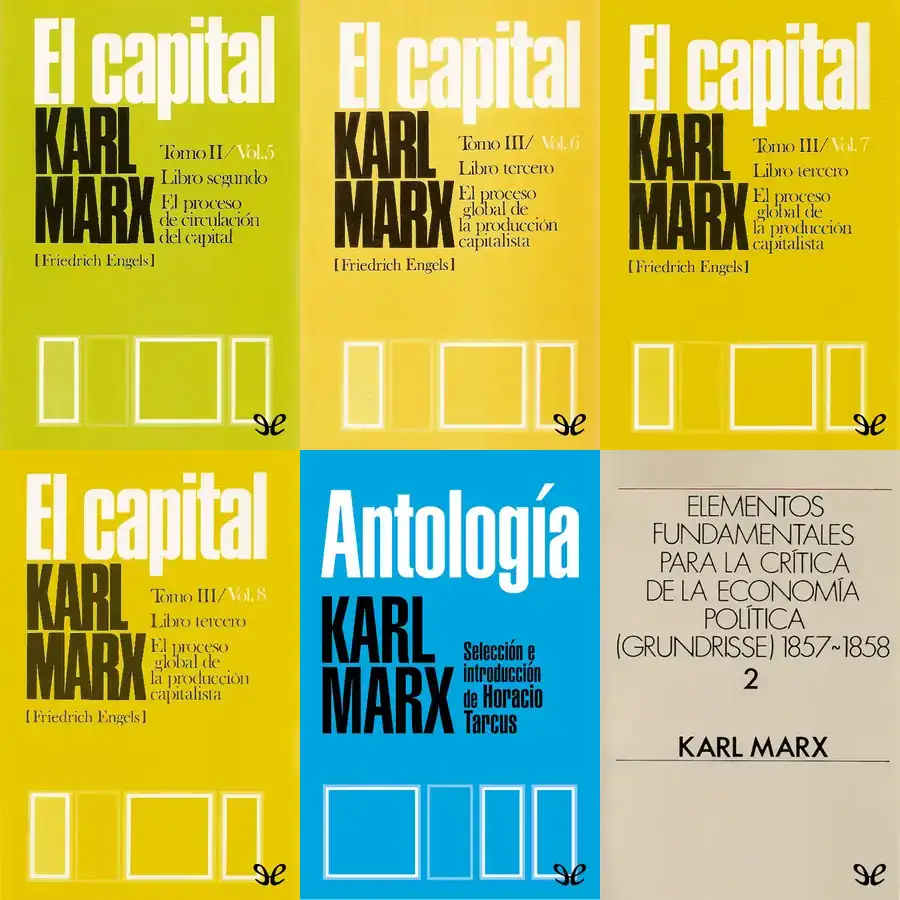 El capital
KARL
MARX
Tomo II/Vol.5
Libro segundo
El proceso
de circulación
del capital
[Friedrich Engels]
El capital
KARL
MARX
Tomo III/Vol.6
Libro tercero
El proceso
global de
la producción
capitalista
[Friedrich Engels]
El capital
KARL
MARX
Tomo III/Vol.7
Libro tercero
El proceso
global de
la producción
capitalista
[Friedrich Engels]
El capital
KARL
MARX
Tomo III/Vol.8
Libro tercero
El proceso
global de
la producción
capitalista
[Friedrich Engels]
Antología
KARL
MARX
Selección e
introducción
de Horacio
Tarcus
ELEMENTOS
FUNDAMENTALES
PARA LA CRÍTICA
DE LA ECONOMÍA
POLÍTICA
(GRUNDRISSE) 1857~1858
2
KARL MARX